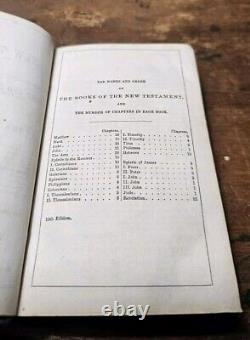 THE NAMES AND ORDER
OF
THE BOOKS OF THE NEW TESTAMENT,
AND
THE NUMBER OF CHAPTERS IN EACH BOOK.
Chapters.
Matthew 28
Mark 16
Luke 24
John 21
The Acts 28
Epistle to the Romans 16
I. Corinthians 16
II. Corinthians 13
Galatians 6
Ephesians 6
Philippians 4
Colossians 4
I. Thessalonians 5
II. Thessalonians 3
Chapters.
I. Timothy 6
II. Timothy 4
Titus 3
Philemon 1
Hebrews 13
Epistle of James 5
I. Peter 5
II. Peter 3
I. John 5
II. John 1
III. John 1
Jude 1
Revelation 22
Edition.
ebay